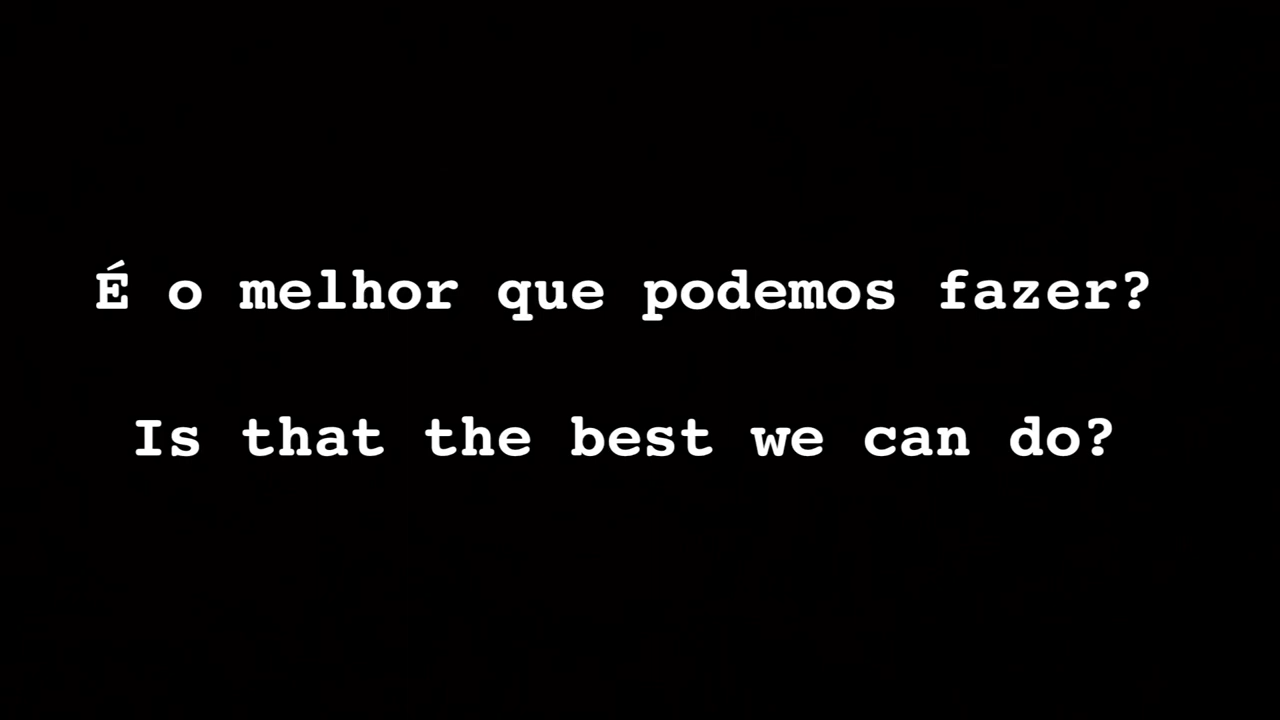 É o melhor que podemos fazer?
Is that the best we can do?